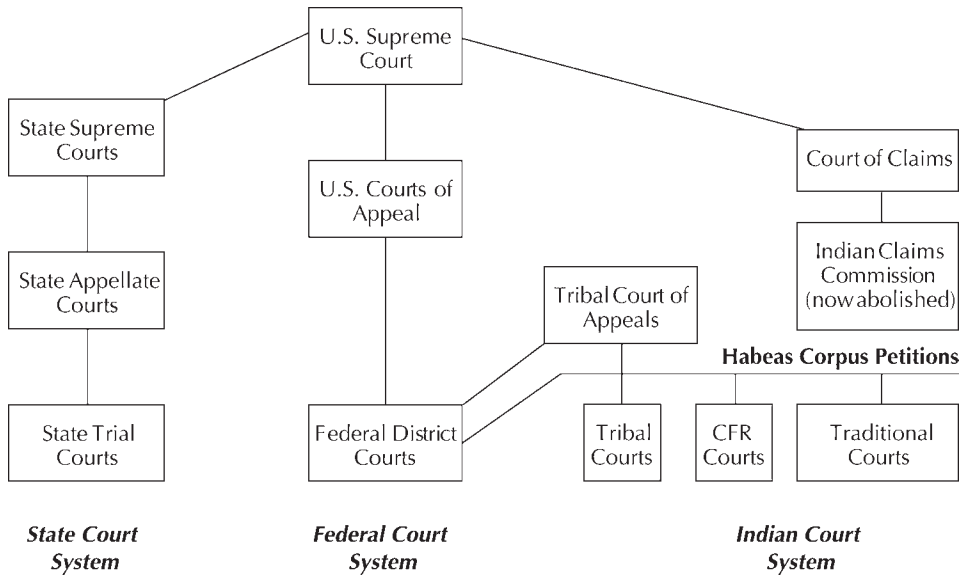 U.S. Supreme
Court
State Supreme
Courts
Court of Claims
U.S. Courts of
Appeal
Indian Claims
Commission
(now abolished)
State Appellate
Courts
Tribal Court of
Appeals
Habeas Corpus Petitions
State Trial
Courts
Federal District
Courts
Tribal
Courts
CFR
Courts
Traditional
Courts
State Court
System
Federal Court
System
Indian Court
System